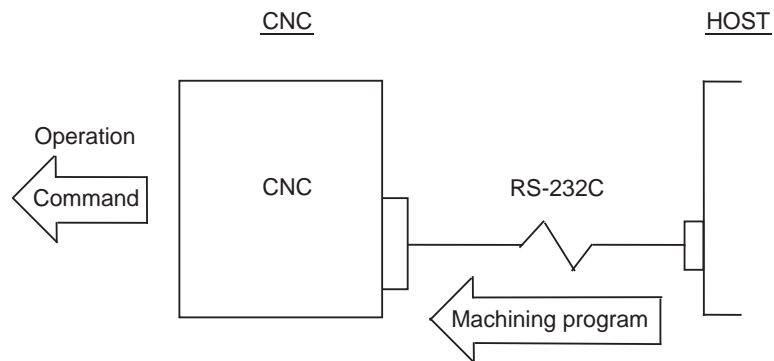 CNC
HOST
Operation
Command
CNC
RS-232C
Machining program